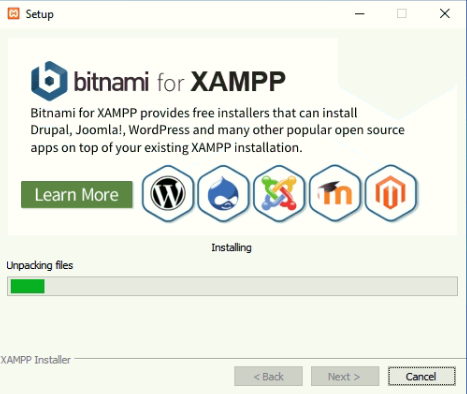 Setup
bitnami for XAMPP
Bitnami for XAMPP provides free installers that can install
Drupal, Joomla!, WordPress and many other popular open source
apps on top of your existing XAMPP installation.
Learn More
Installing
Unpacking files
XAMPP Installer
< Back Next > Cancel